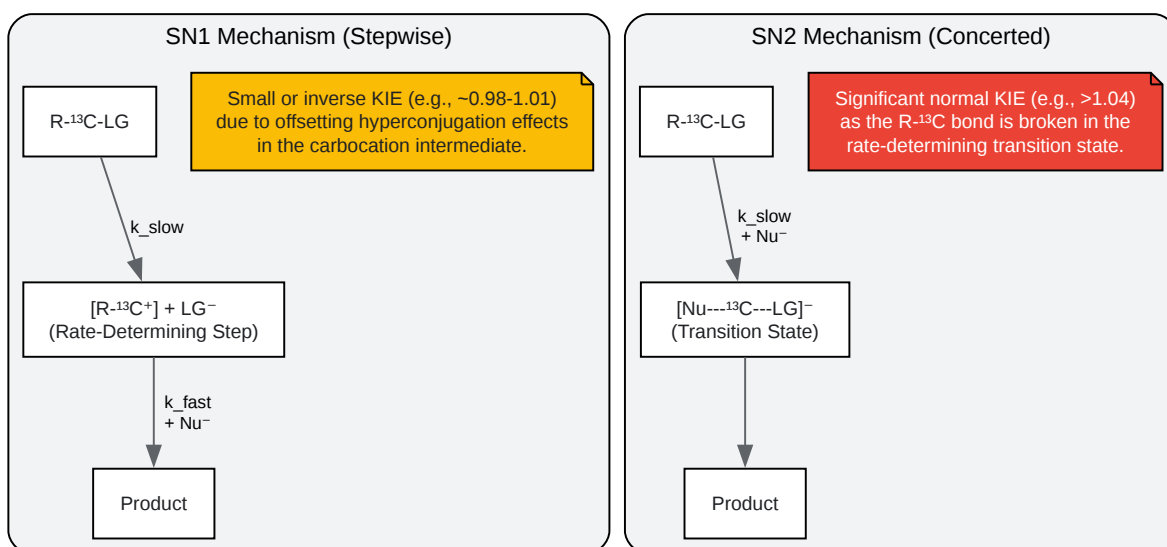 SN1 Mechanism (Stepwise)
R-¹³C-LG
Small or inverse KIE (e.g., ~0.98-1.01)
due to offsetting hyperconjugation effects
in the carbocation intermediate.
k_slow
[R-¹³C⁺] + LG⁻
(Rate-Determining Step)
k_fast
+ Nu⁻
Product
SN2 Mechanism (Concerted)
R-¹³C-LG
Significant normal KIE (e.g., >1.04)
as the R-¹³C bond is broken in the
rate-determining transition state.
k_slow
+ Nu⁻
[Nu---¹³C---LG]⁻
(Transition State)
Product